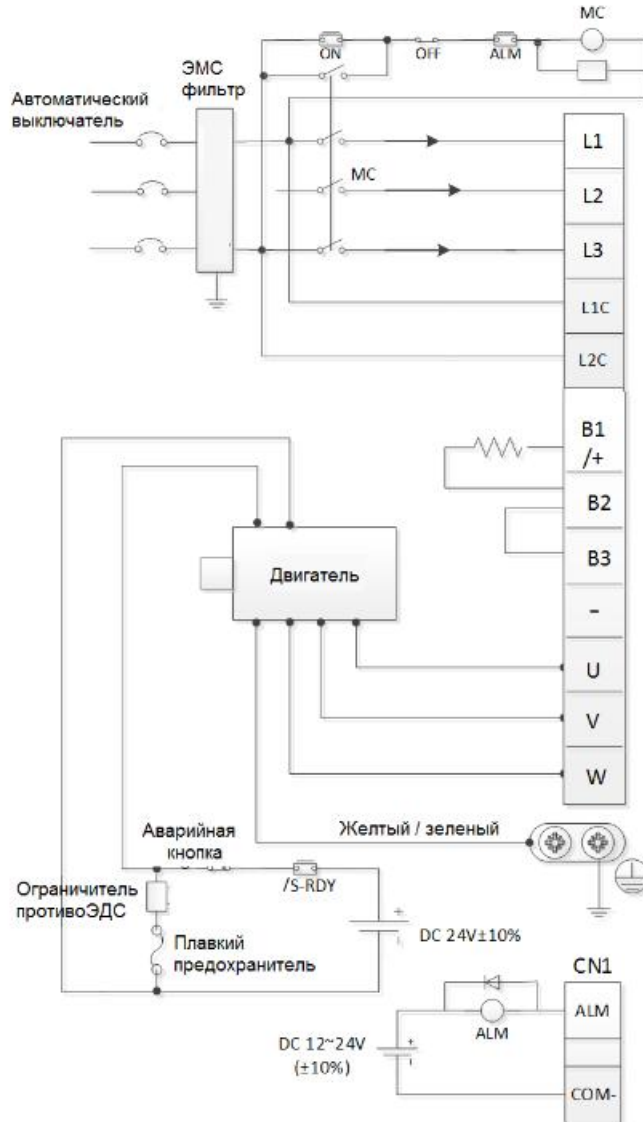 MC
ON
OFF
ALM
ЭМС
фильтр
Автоматический
выключатель
L1
MC
L2
L3
L1C
L2C
B1
/+
B2
B3
Двигатель
-
U
V
W
Желтый / зеленый
Аварийная
кнопка
/S-RDY
Ограничитель
противоЭДС
+
-
DC 24V±10%
Плавкий
предохранитель
CN1
ALM
ALM
DC 12~24V
(±10%)
+
-
COM-